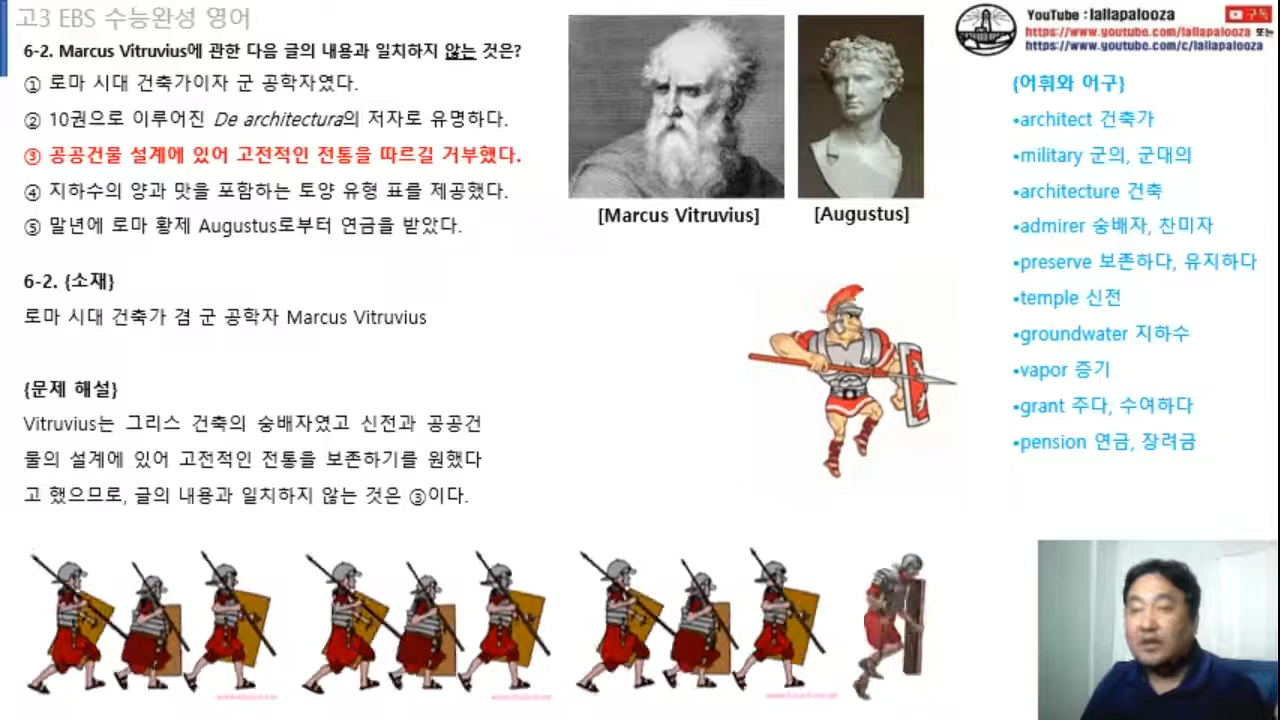 고3 EBS 수능완성 영어
6-2. Marcus Vitruvius에 관한 다음 글의 내용과 일치하지 않는 것은?
① 로마 시대 건축가이자 군 공학자였다.
② 10권으로 이루어진 De architectura의 저자로 유명하다.
③ 공공건물 설계에 있어 고전적인 전통을 따르길 거부했다.
④ 지하수의 양과 맛을 포함하는 토양 유형 표를 제공했다.
⑤ 말년에 로마 황제 Augustus로부터 연금을 받았다.
6-2. {소재}
로마 시대 건축가 겸 군 공학자 Marcus Vitruvius
{문제 해설}
Vitruvius는 그리스 건축의 숭배자였고 신전과 공공건
물의 설계에 있어 고전적인 전통을 보존하기를 원했다
고 했으므로, 글의 내용과 일치하지 않는 것은 ③이다.
[Marcus Vitruvius]
[Augustus]
YouTube : lallapalooza
구독
https://www.youtube.com/lallapalooza 또는
https://www.youtube.com/c/lallapalooza
{어휘와 어구}
•architect 건축가
•military 군의, 군대의
•architecture 건축
•admirer 숭배자, 찬미자
•preserve 보존하다, 유지하다
•temple 신전
•groundwater 지하수
•vapor 증기
•grant 주다, 수여하다
•pension 연금, 장려금